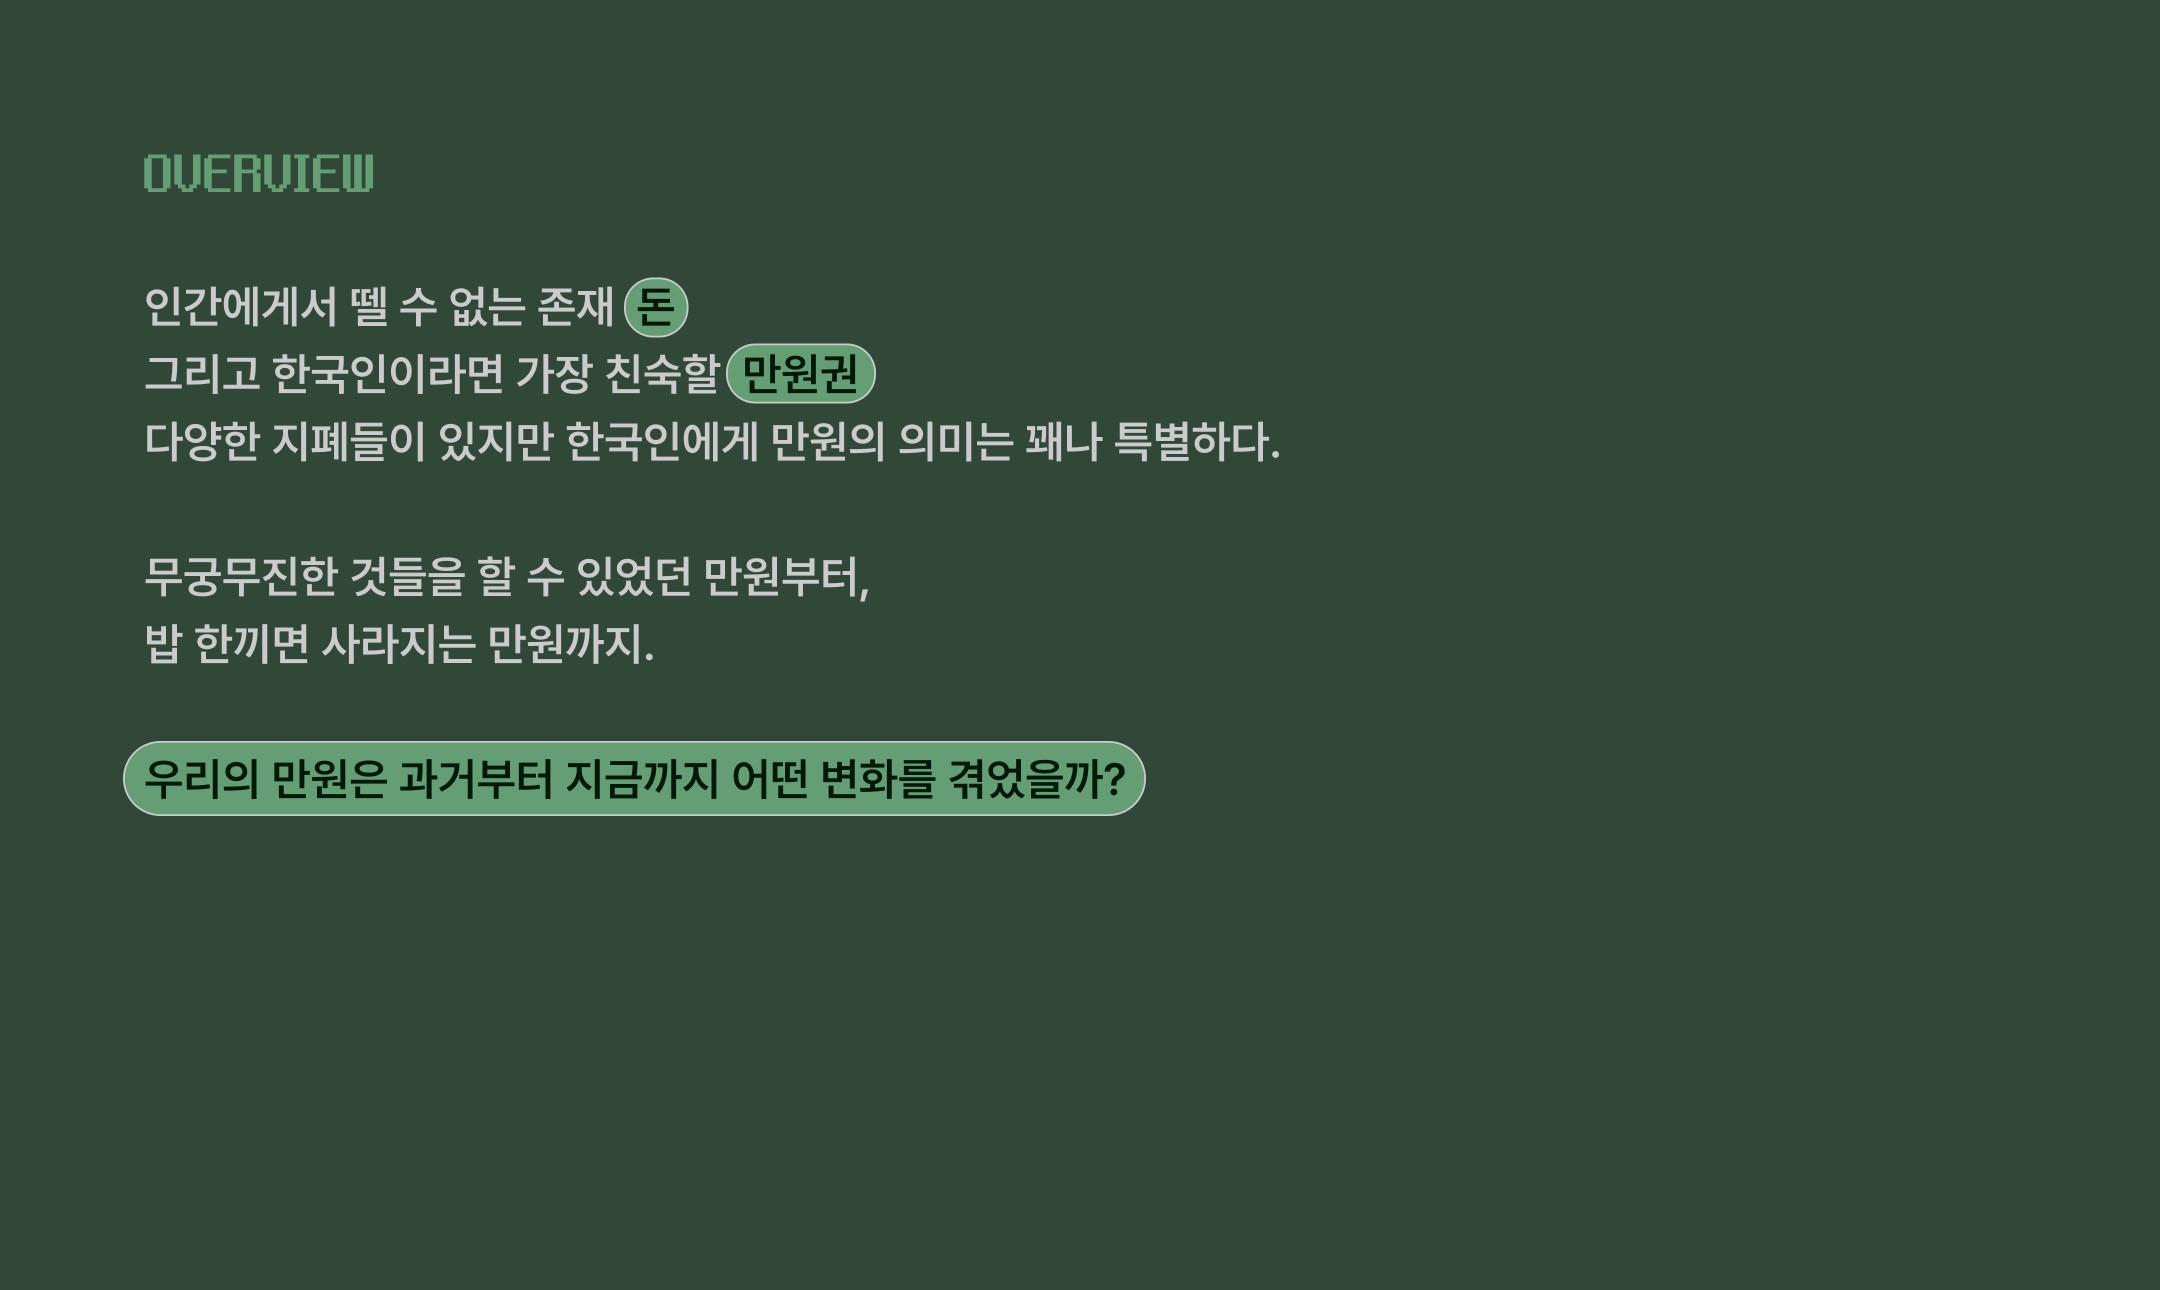 OVERVIEW
인간에게서 뗄 수 없는 존재 돈
그리고 한국인이라면 가장 친숙할 만원권
다양한 지폐들이 있지만 한국인에게 만원의 의미는 꽤나 특별하다.
무궁무진한 것들을 할 수 있었던 만원부터,
밥 한끼면 사라지는 만원까지.
우리의 만원은 과거부터 지금까지 어떤 변화를 겪었을까?